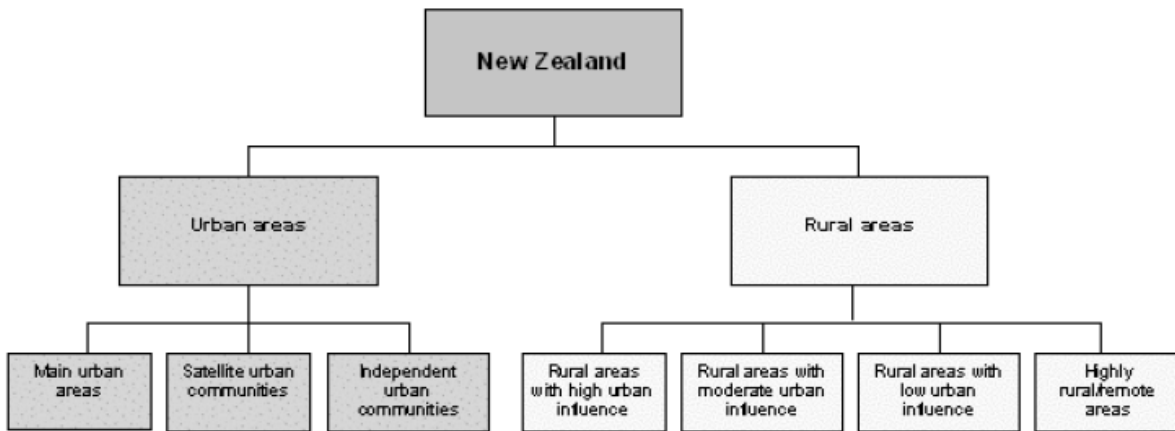 New Zealand
Urban areas
Rural areas
Main urban
areas
Satellite urban
communities
Independent
urban
communities
Rural areas
with high urban
influence
Rural areas with
moderate urban
influence
Rural areas with
low urban
influence
Highly
rural/remote
areas